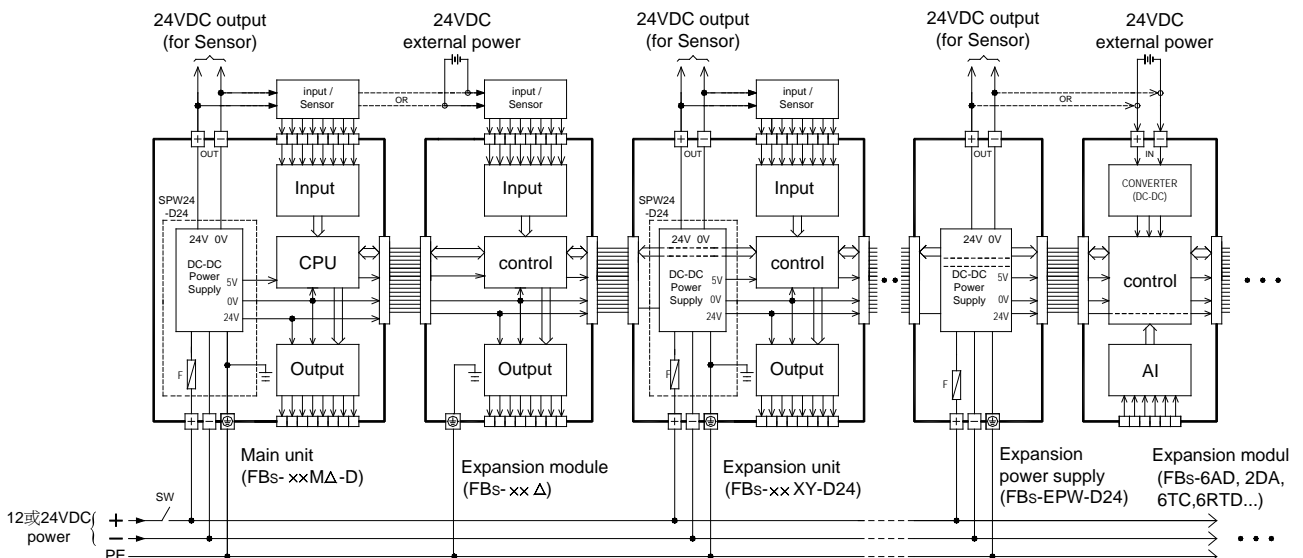 24VDC output
(for Sensor)
24VDC
external power
24VDC output
(for Sensor)
24VDC output
(for Sensor)
24VDC
external power
input /
Sensor
OR
input /
Sensor
input /
Sensor
OR
+ −
OUT
+ −
OUT
+ −
OUT
+ −
IN
Input
Input
Input
CONVERTER
(DC-DC)
SPW24
-D24
24V 0V
DC-DC
Power
Supply
5V
0V
24V
F
CPU
Output
control
Output
SPW24
-D24
24V 0V
DC-DC
Power
Supply
5V
0V
24V
F
control
Output
24V 0V
DC-DC
Power
Supply
5V
0V
24V
F
control
AI
+ −
+ −
+ −
Main unit
(FBs- ××MΔ-D)
Expansion module
(FBs- ×× Δ)
Expansion unit
(FBs-×× XY-D24)
Expansion
power supply
(FBs-EPW-D24)
Expansion modul
(FBs-6AD, 2DA,
6TC,6RTD...)
SW
12或24VDC
power
+
−
PE